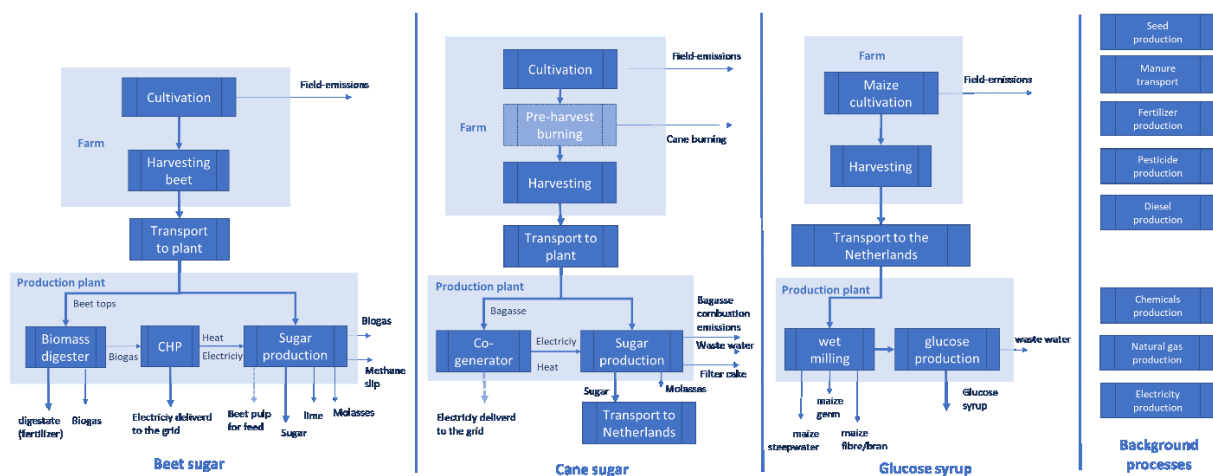 Cultivation
Field-emissions
Farm
Harvesting
beet
Transport
to plant
Production plant
Beet tops
Biomass
digester
Biogas
CHP
Heat
Electriciy
Sugar
production
Biogas
Methane
slip
digestate
(fertilizer)
Biogas
Electriciy deliverd
to the grid
Beet pulp
for feed
Sugar
lime
Molasses
Beet sugar
Cultivation
Field-emissions
Farm
Pre-harvest
burning
Cane burning
Harvesting
Transport to
plant
Production plant
Bagasse
Co-
generator
Electriciy
Heat
Sugar
production
Bagasse
combustion
emissions
Waste water
Filter cake
Molasses
Sugar
Electriciy deliverd
to the grid
Transport to
Netherlands
Cane sugar
Farm
Maize
cultivation
Field-emissions
Harvesting
Transport to the
Netherlands
Production plant
wet
milling
glucose
production
waste water
maize
germ
Glucose
syrup
maize
steepwater
maize
fibre/bran
Glucose syrup
Seed
production
Manure
transport
Fertilizer
production
Pesticide
production
Diesel
production
Chemicals
production
Natural gas
production
Electricity
production
Background
processes